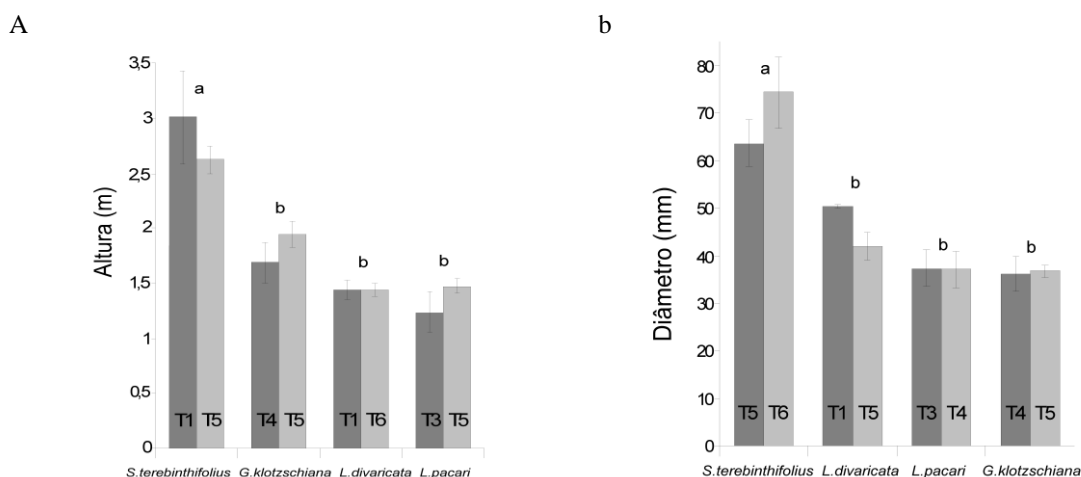 A
3,5
3
2,5
2
1,5
1
0,5
0
Altura (m)
a
b
b
b
T1 T5 T4 T5 T1 T6 T3 T5
S.terebinthifolius G.klotzschiana L.divaricata L.pacari
b
80
70
60
50
40
30
20
10
0
Diâmetro (mm)
a
b
b
b
T5 T6 T1 T5 T3 T4 T4 T5
S.terebinthifolius L.divaricata L.pacari G.klotzschiana